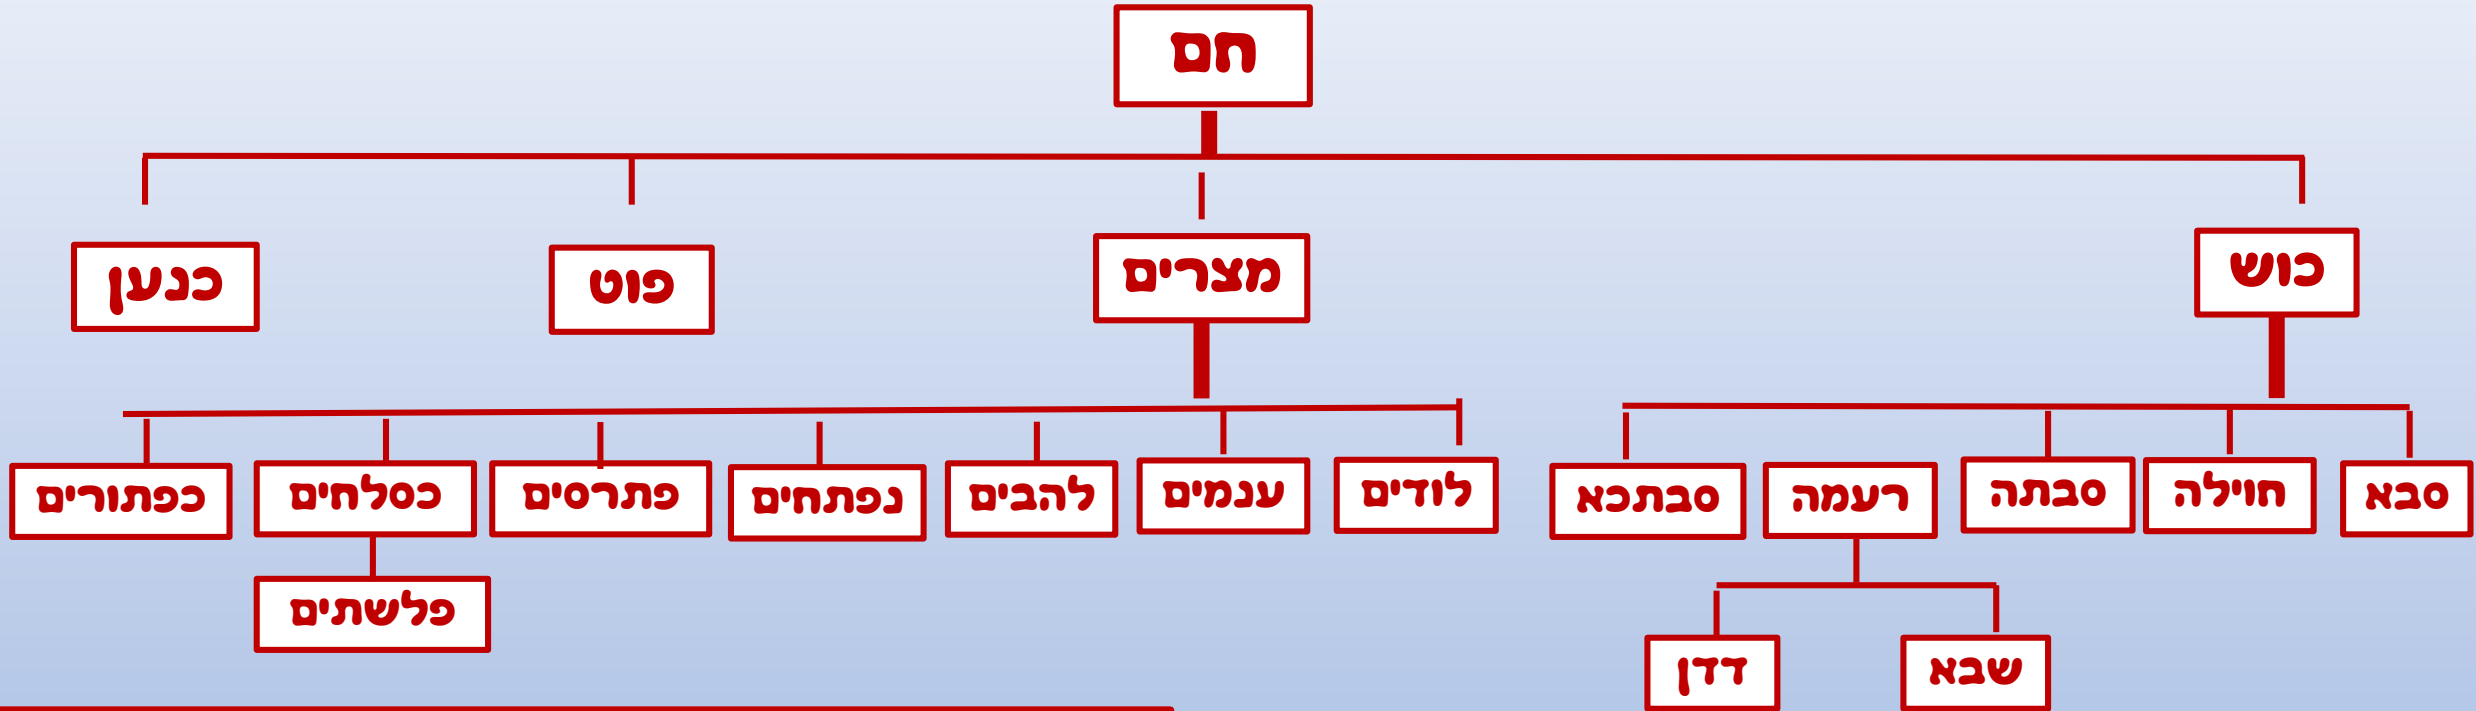 חם
כוש
מצרים
פוט
כנען
סבא
חוילה
סבתה
רעמה
סבתכא
לודים
ענמים
להבים
נפתחים
פתרסים
כסלחים
כפתורים
פלשתים
שבא
דדן